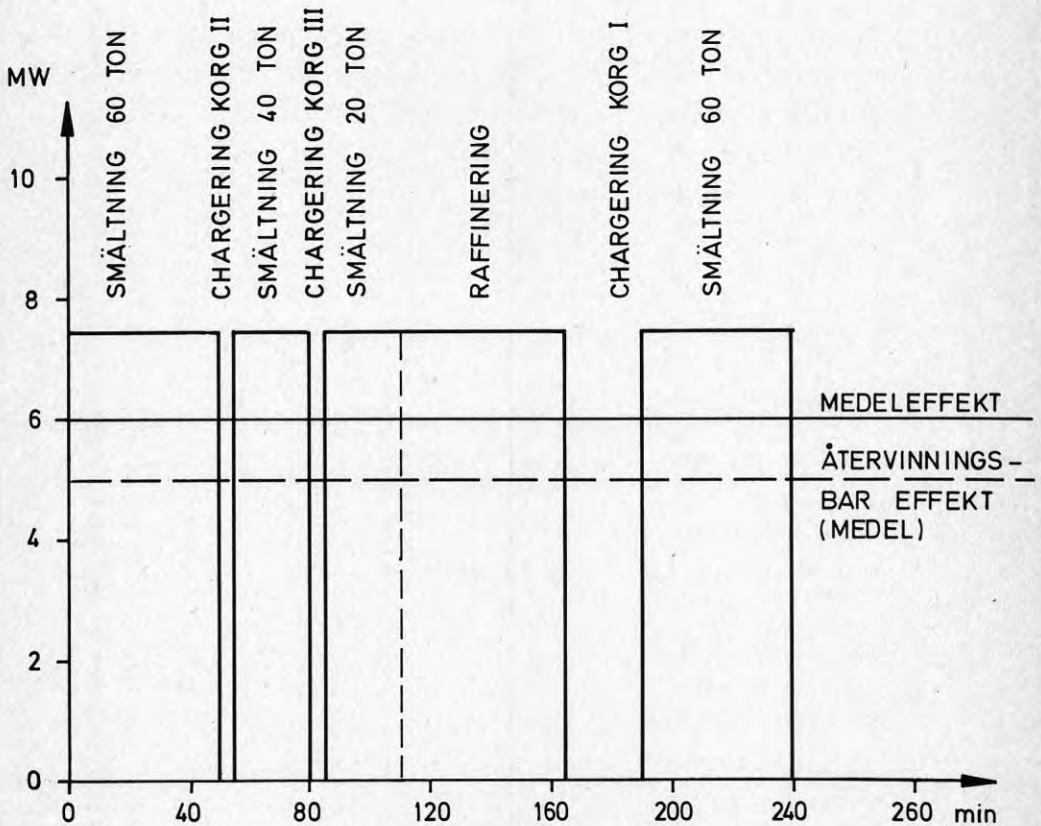 MW
SMÄLTNING 60 TON
CHARGERING KORG II
SMÄLTNING 40 TON
CHARGERING KORG III
SMÄLTNING 20 TON
RAFFINERING
CHARGERING KORG I
SMÄLTNING 60 TON
10
8
6
4
2
0
MEDELEFFEKT
ÅTERVINNINGS-
BAR EFFEKT
(MEDEL)
0 40 80 120 160 200 240 260 min